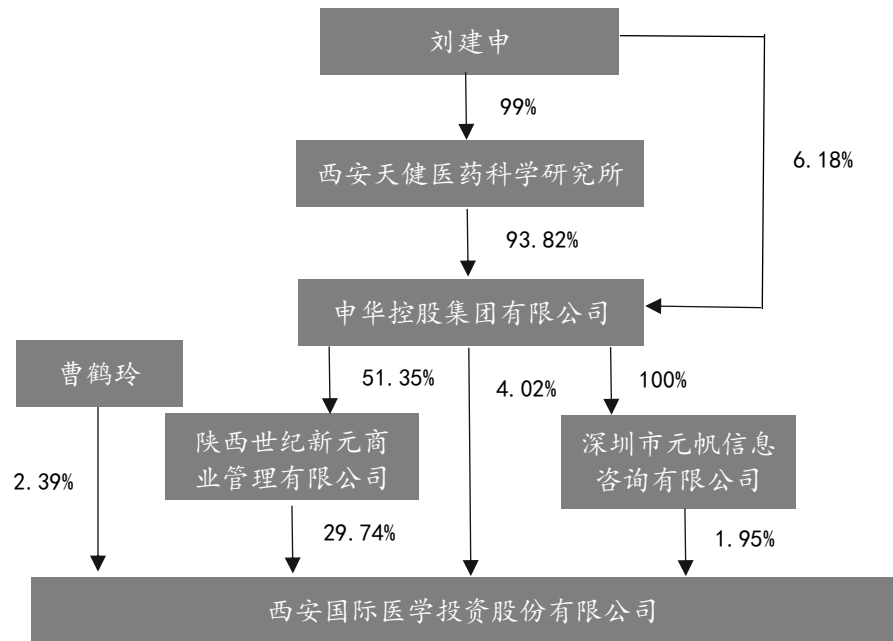 刘建申
99%
西安天健医药科学研究所
6.18%
93.82%
申华控股集团有限公司
曹鹤玲
51.35%
4.02%
100%
陕西世纪新元商
业管理有限公司
深圳市元帆信息
咨询有限公司
2.39%
29.74%
1.95%
西安国际医学投资股份有限公司